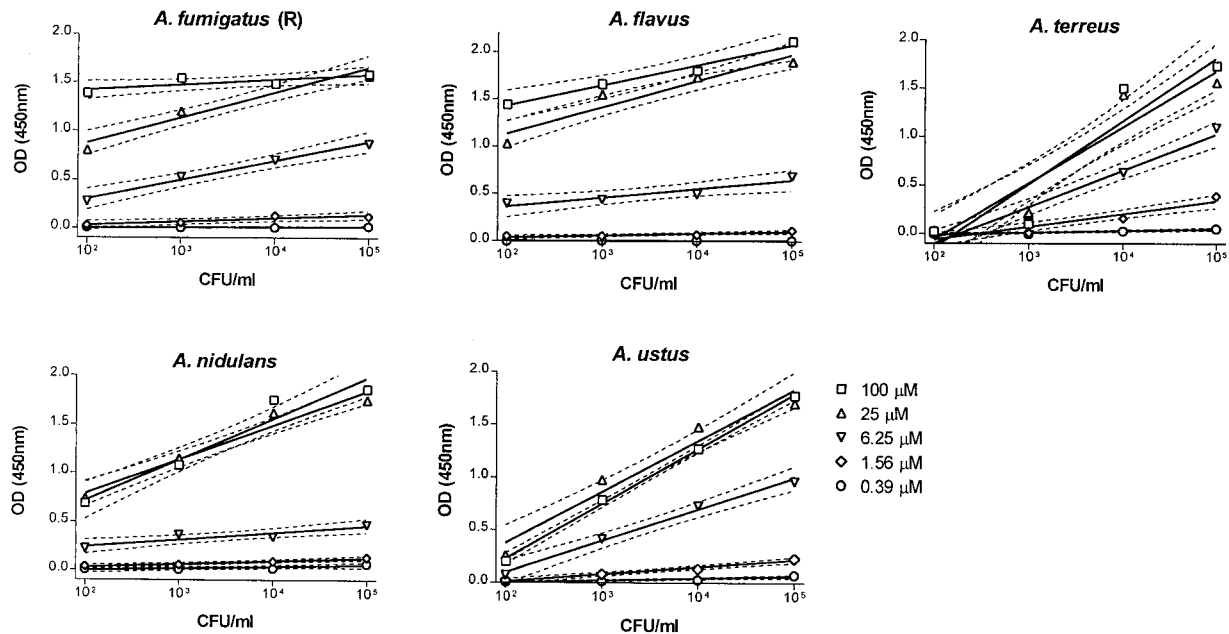 A. fumigatus (R)
2.0
1.5
1.0
0.5
0.0
OD (450nm)
10² 10³ 10⁴ 10⁵
CFU/ml
A. flavus
2.0
1.5
1.0
0.5
0.0
OD (450nm)
10² 10³ 10⁴ 10⁵
CFU/ml
A. terreus
2.0
1.5
1.0
0.5
0.0
OD (450nm)
10² 10³ 10⁴ 10⁵
CFU/ml
A. nidulans
2.0
1.5
1.0
0.5
0.0
OD (450nm)
10² 10³ 10⁴ 10⁵
CFU/ml
A. ustus
2.0
1.5
1.0
0.5
0.0
OD (450nm)
10² 10³ 10⁴ 10⁵
CFU/ml
100 µM
25 µM
6.25 µM
1.56 µM
0.39 µM